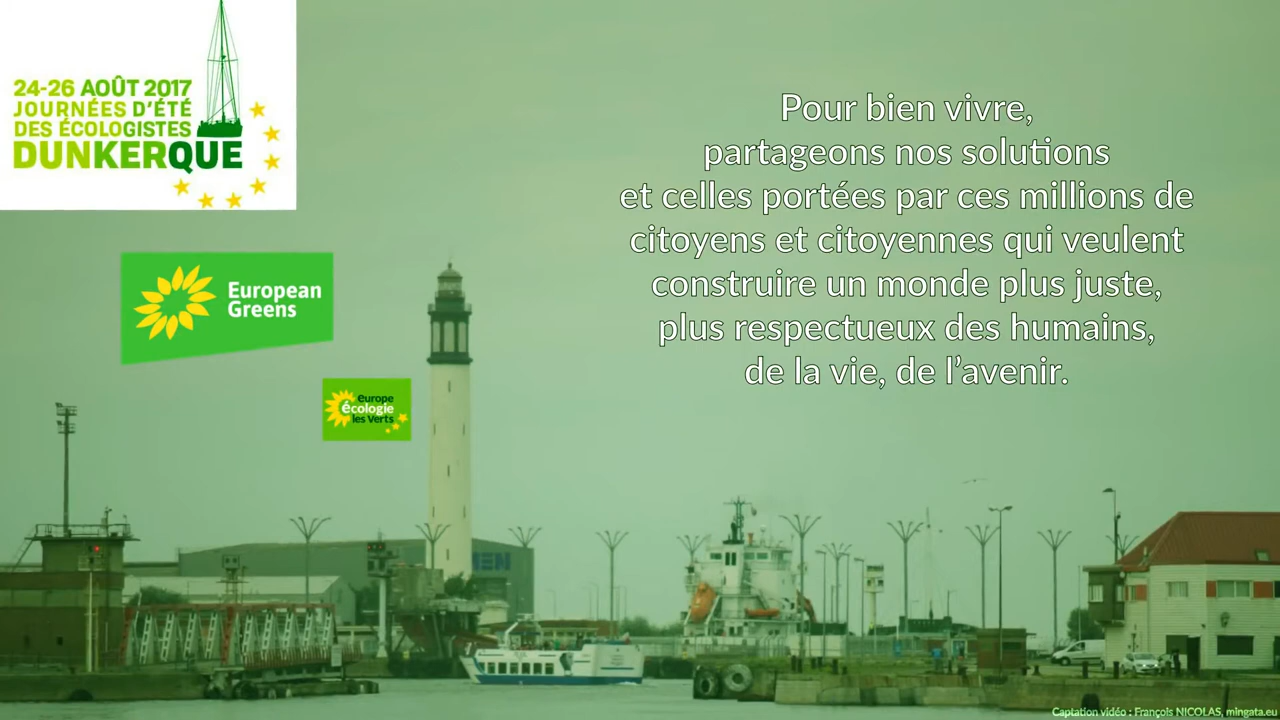 24-26 AOÛT 2017
JOURNÉES D'ÉTÉ
DES ÉCOLOGISTES
DUNKERQUE
Pour bien vivre,
partageons nos solutions
et celles portées par ces millions de
citoyens et citoyennes qui veulent
construire un monde plus juste,
plus respectueux des humains,
de la vie, de l’avenir.
European
Greens
europe
écologie
les Verts
Captation vidéo : François NICOLAS, mingata.eu